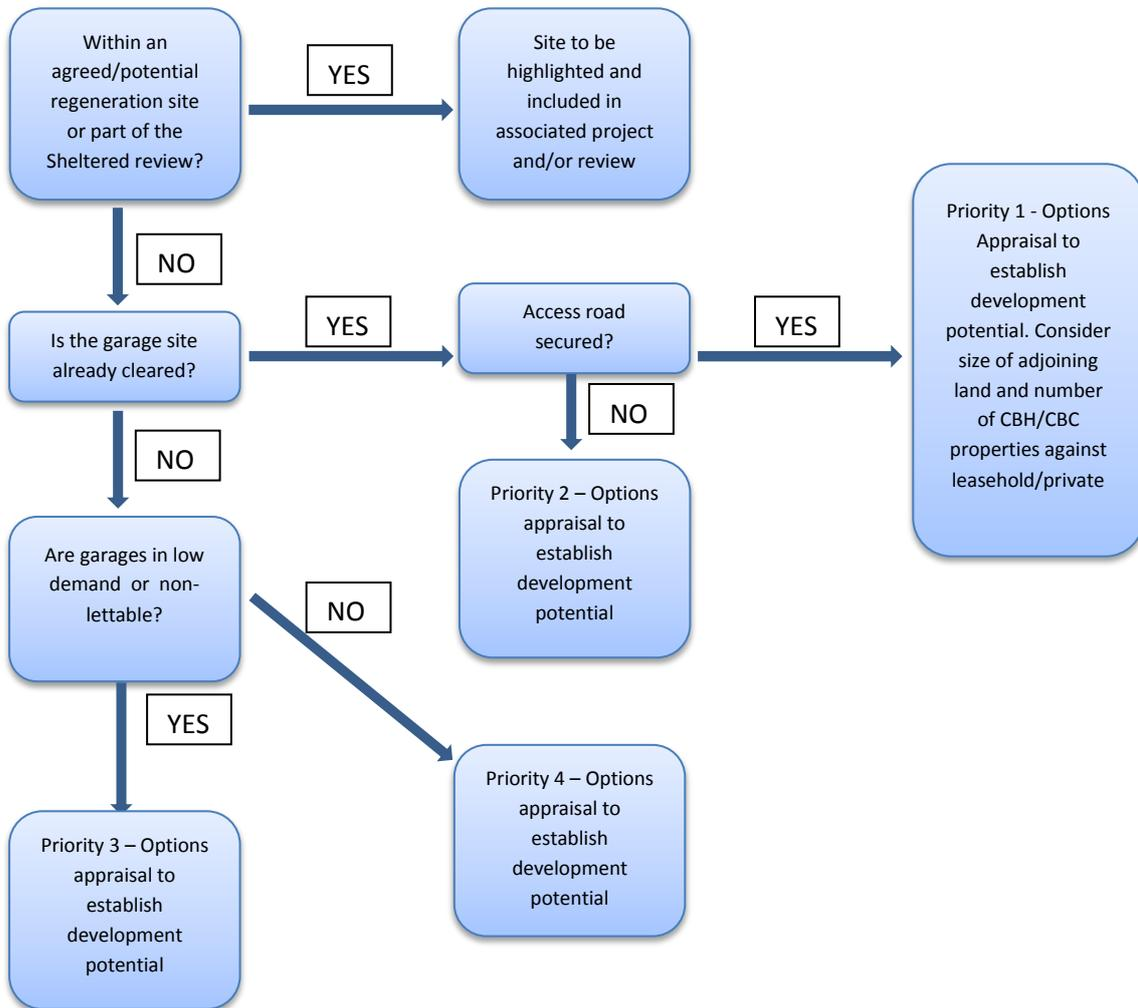 Within an
agreed/potential
regeneration site
or part of the
Sheltered review?
YES
Site to be
highlighted and
included in
associated project
and/or review
NO
Is the garage site
already cleared?
YES
Access road
secured?
YES
Priority 1 - Options
Appraisal to
establish
development
potential. Consider
size of adjoining
land and number
of CBH/CBC
properties against
leasehold/private
NO
Priority 2 – Options
appraisal to
establish
development
potential
NO
Are garages in low
demand or non-
lettable?
NO
Priority 4 – Options
appraisal to
establish
development
potential
YES
Priority 3 – Options
appraisal to
establish
development
potential